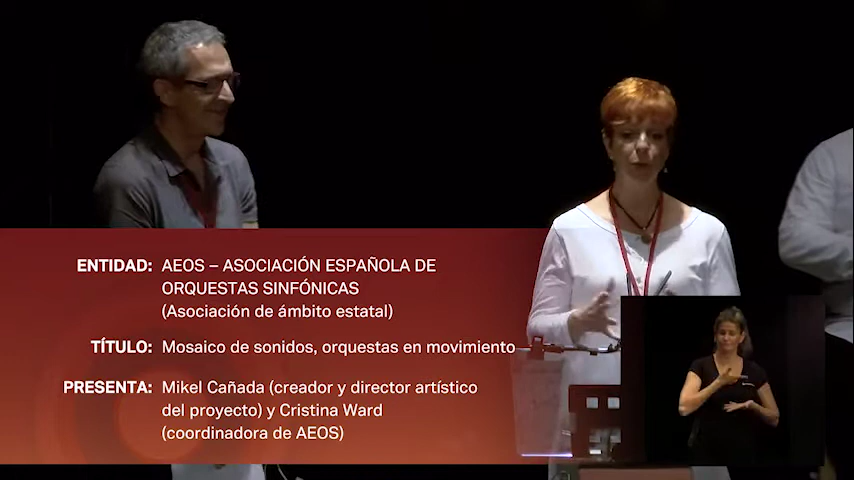 ENTIDAD: AEOS – ASOCIACIÓN ESPAÑOLA DE
ORQUESTAS SINFÓNICAS
(Asociación de ámbito estatal)
TÍTULO: Mosaico de sonidos, orquestas en movimiento
PRESENTA: Mikel Cañada (creador y director artístico
del proyecto) y Cristina Ward
(coordinadora de AEOS)